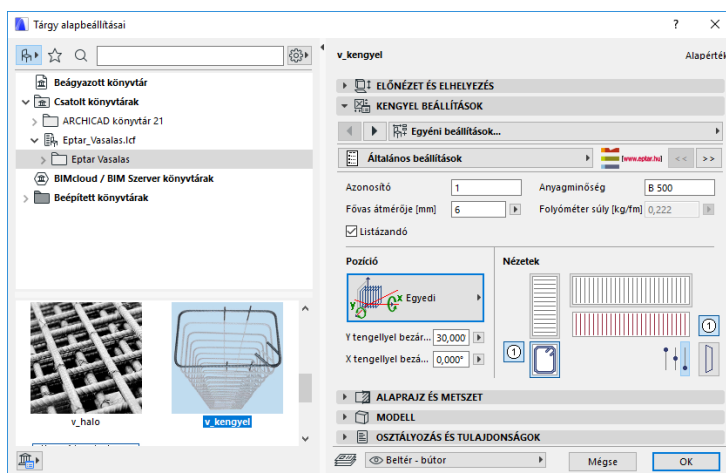 Tárgy alapbeállításai
?
v_kengyel
Alapérték
Beágyazott könyvtár
Csatolt könyvtárak
ARCHICAD könyvtár 21
Eptar_Vasalas.lcf
Eptar Vasalas
BIMcloud / BIM Szerver könyvtárak
Beépített könyvtárak
v_halo
v_kengyel
ELŐNÉZET ÉS ELHELYEZÉS
KENGYEL BEÁLLÍTÁSOK
Egyéni beállítások...
Általános beállítások
[www.eptar.hu]
<< >>
Azonosító 1 Anyagminőség B 500
Fővas átmérője [mm] 6 Folyóméter súly [kg/fm] 0,222
Listázandó
Pozíció
Nézetek
y x Egyedi
Y tengellyel bezár... 30,000
X tengellyel bezá... 0,000°
1
1
ALAPRAJZ ÉS METSZET
MODELL
OSZTÁLYOZÁS ÉS TULAJDONSÁGOK
Beltér - bútor
Mégse
OK